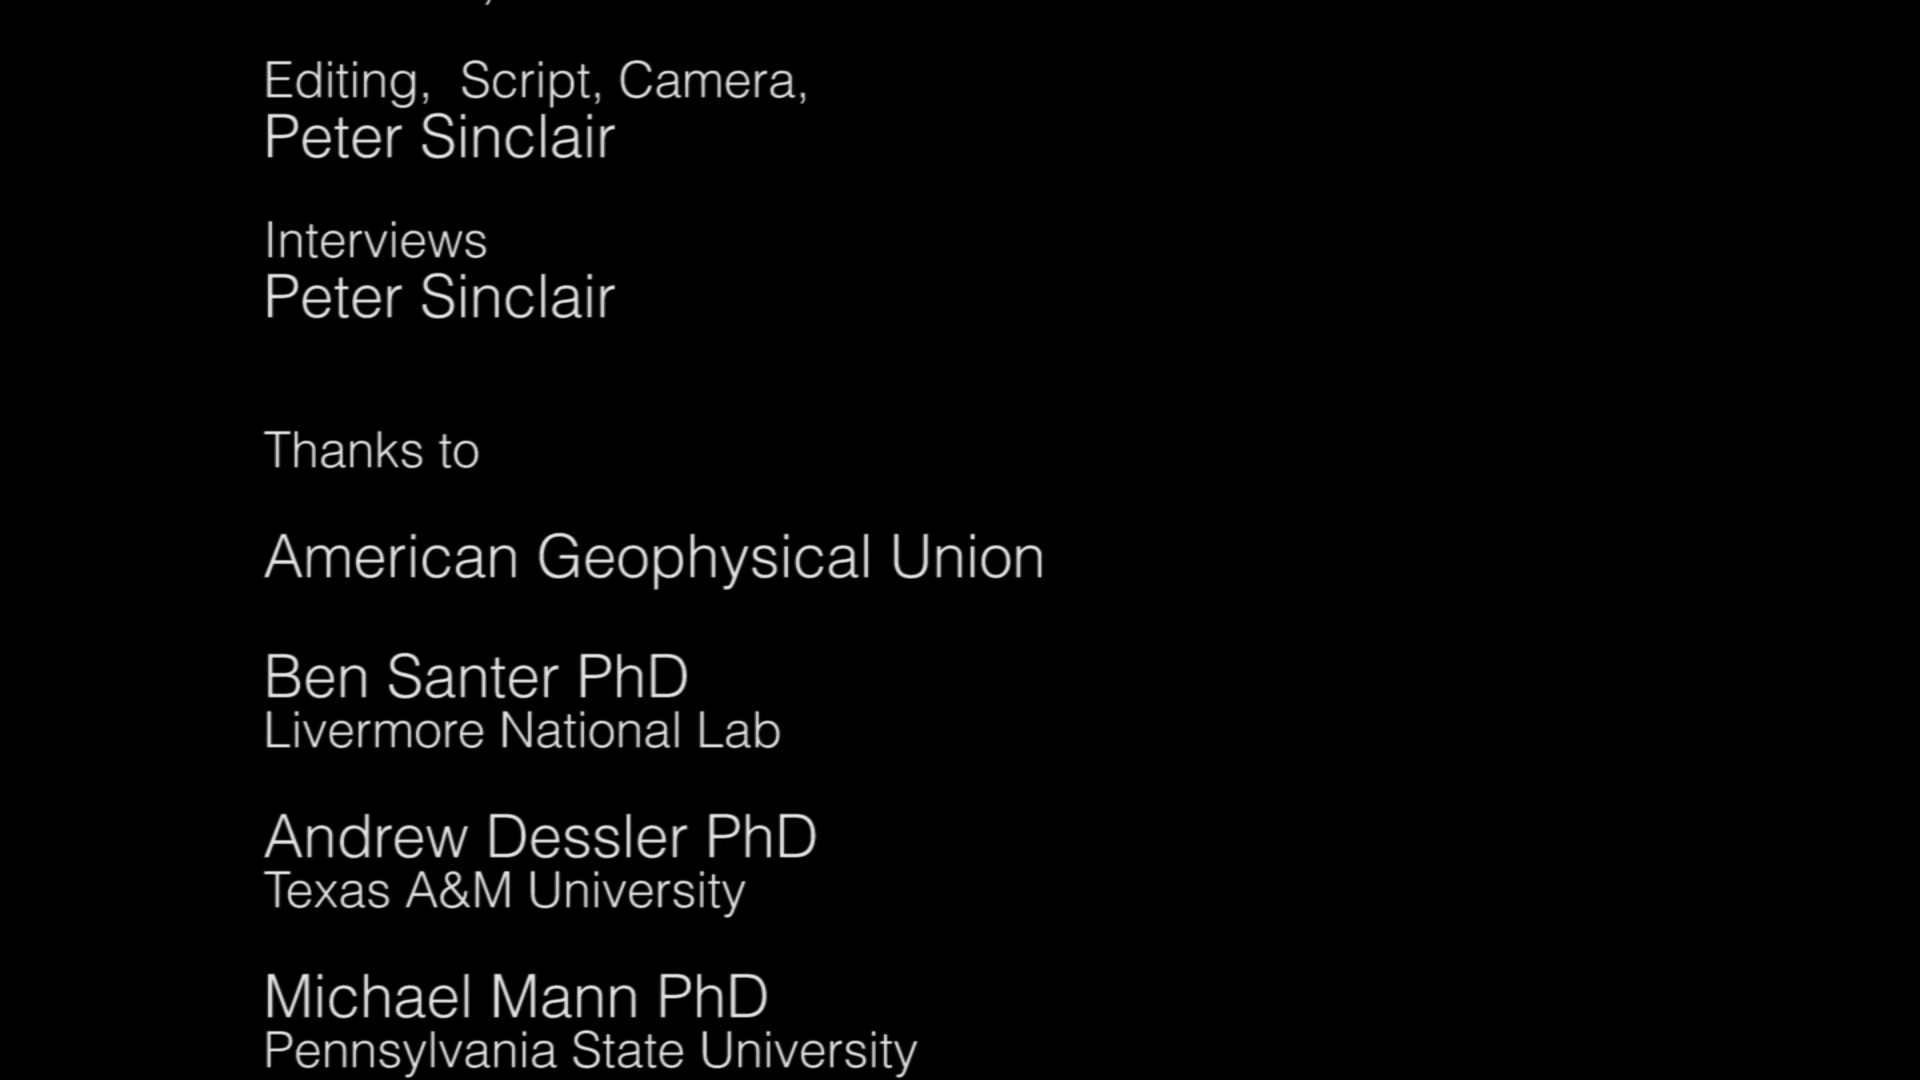 Editing,  Script, Camera,
Peter Sinclair
Interviews
Peter Sinclair
Thanks to
American Geophysical Union
Ben Santer PhD
Livermore National Lab
Andrew Dessler PhD
Texas A&M University
Michael Mann PhD
Pennsylvania State University